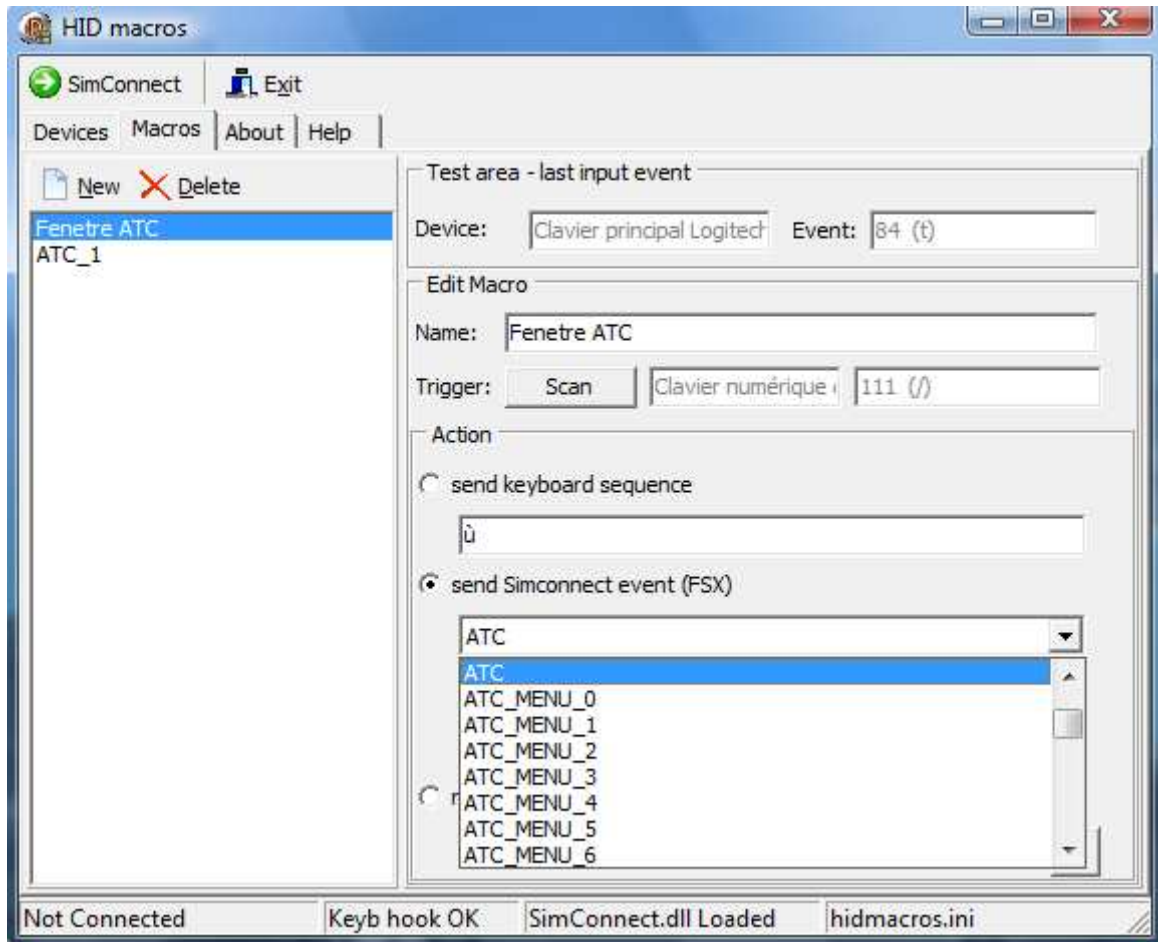 HID macros
SimConnect Exit
Devices Macros About Help
New Delete
Fenetre ATC
ATC_1
Test area - last input event
Device: Clavier principal Logitech Event: 84 (t)
Edit Macro
Name: Fenetre ATC
Trigger: Scan Clavier numérique 111 (/)
Action
send keyboard sequence
ù
send Simconnect event (FSX)
ATC
ATC
ATC_MENU_0
ATC_MENU_1
ATC_MENU_2
ATC_MENU_3
ATC_MENU_4
ATC_MENU_5
ATC_MENU_6
Not Connected Keyb hook OK SimConnect.dll Loaded hidmacros.ini